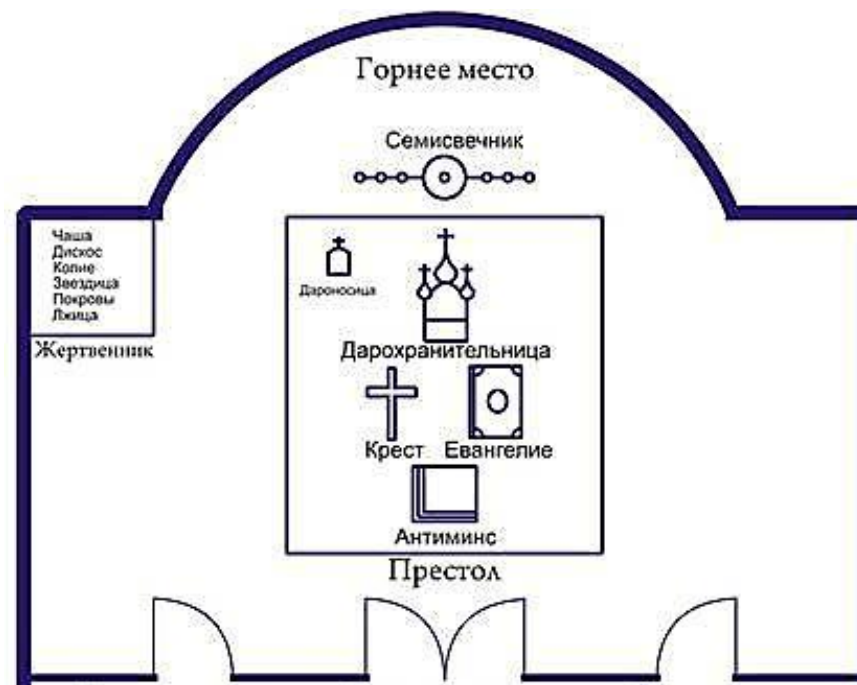 Горнее место
Семисвечник
Чаша
Дискос
Копие
Звездица
Покровы
Лжица
Жертвенник
Дароносица
Дарохранительница
Крест
Евангелие
Антиминс
Престол